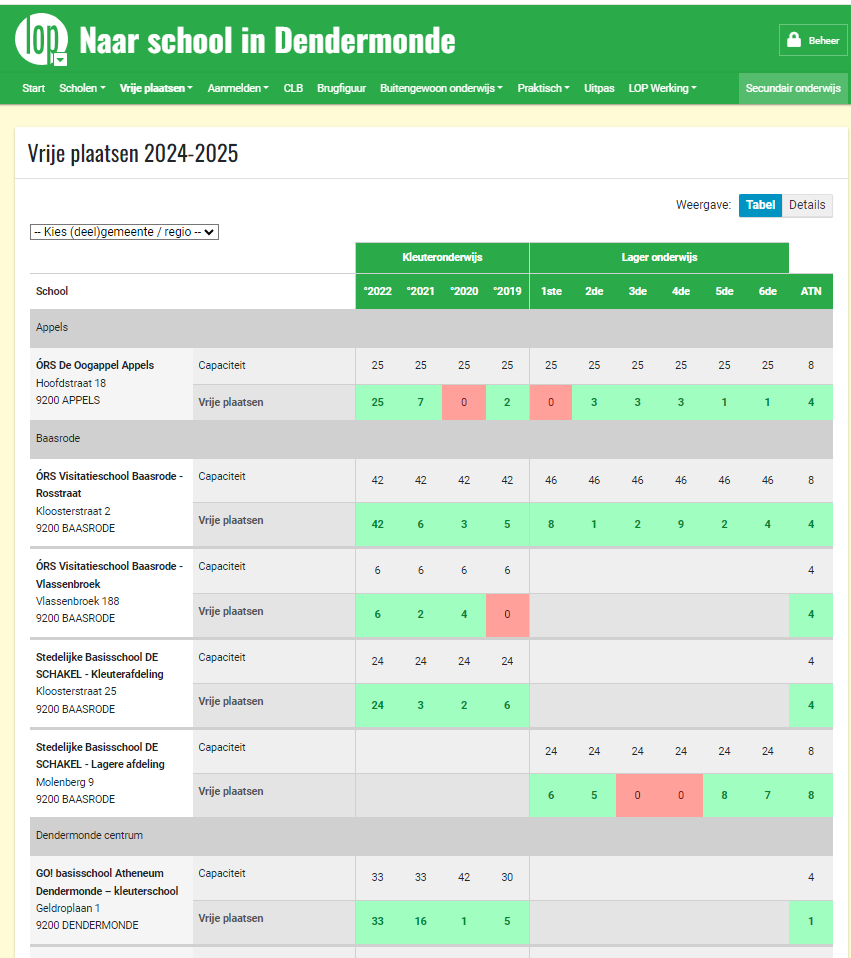 lop Naar school in Dendermonde
Beheer
Start Scholen Vrije plaatsen Aanmelden CLB Brugfiguur Buitengewoon onderwijs Praktisch Uitpas LOP Werking Secundair onderwijs
Vrije plaatsen 2024-2025
Weergave: Tabel Details
-- Kies (deel)gemeente / regio --
Kleuteronderwijs Lager onderwijs
School °2022 °2021 °2020 °2019 1ste 2de 3de 4de 5de 6de ATN
Appels
ÓRS De Oogappel Appels
Hoofdstraat 18
9200 APPELS
Capaciteit 25 25 25 25 25 25 25 25 25 25 8
Vrije plaatsen 25 7 0 2 0 3 3 3 1 1 4
Baasrode
ÓRS Visitatieschool Baasrode -
Rosstraat
Kloosterstraat 2
9200 BAASRODE
Capaciteit 42 42 42 42 46 46 46 46 46 46 8
Vrije plaatsen 42 6 3 5 8 1 2 9 2 4 4
ÓRS Visitatieschool Baasrode -
Vlassenbroek
Vlassenbroek 188
9200 BAASRODE
Capaciteit 6 6 6 6 4
Vrije plaatsen 6 2 4 0 4
Stedelijke Basisschool DE
SCHAKEL - Kleuterafdeling
Kloosterstraat 25
9200 BAASRODE
Capaciteit 24 24 24 24 4
Vrije plaatsen 24 3 2 6 4
Stedelijke Basisschool DE
SCHAKEL - Lagere afdeling
Molenberg 9
9200 BAASRODE
Capaciteit 24 24 24 24 24 24 8
Vrije plaatsen 6 5 0 0 8 7 8
Dendermonde centrum
GO! basisschool Atheneum
Dendermonde – kleuterschool
Geldroplaan 1
9200 DENDERMONDE
Capaciteit 33 33 42 30 4
Vrije plaatsen 33 16 1 5 1